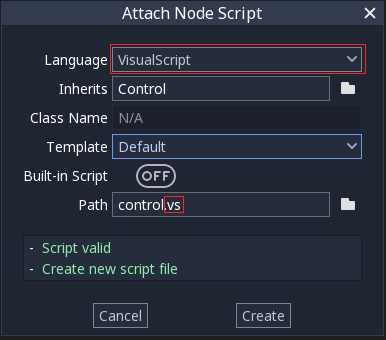 Attach Node Script
Language VisualScript
Inherits Control
Class Name N/A
Template Default
Built-in Script OFF
Path control.vs
- Script valid
- Create new script file
Cancel Create